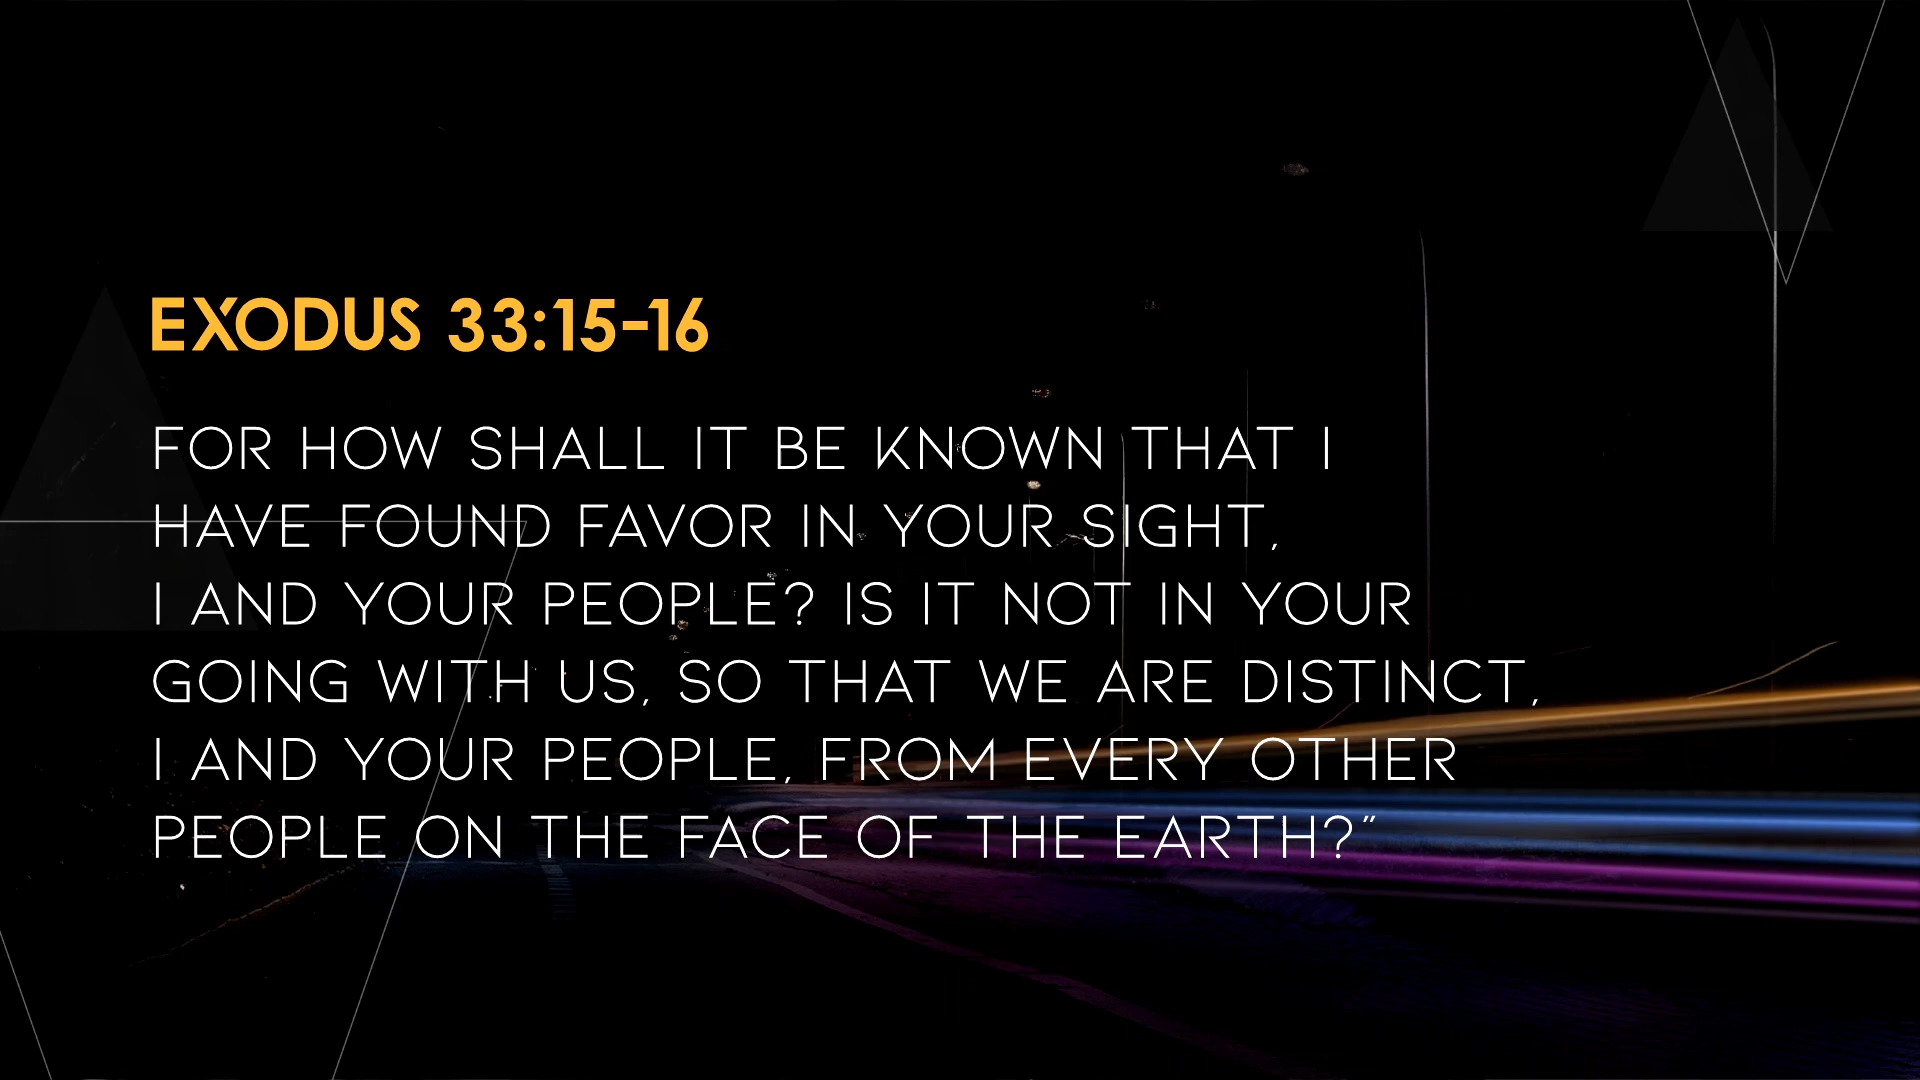 EXODUS 33:15-16
FOR HOW SHALL IT BE KNOWN THAT I
HAVE FOUND FAVOR IN YOUR SIGHT,
I AND YOUR PEOPLE? IS IT NOT IN YOUR
GOING WITH US, SO THAT WE ARE DISTINCT,
I AND YOUR PEOPLE, FROM EVERY OTHER
PEOPLE ON THE FACE OF THE EARTH?”